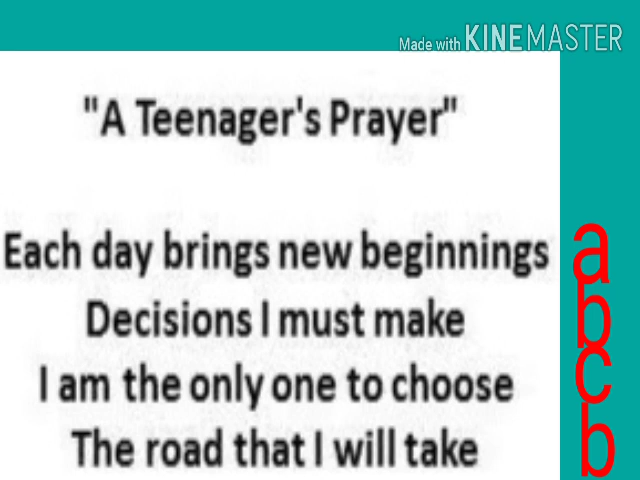 Made with KINEMASTER
"A Teenager's Prayer"
Each day brings new beginnings a
Decisions I must make b
I am the only one to choose c
The road that I will take b